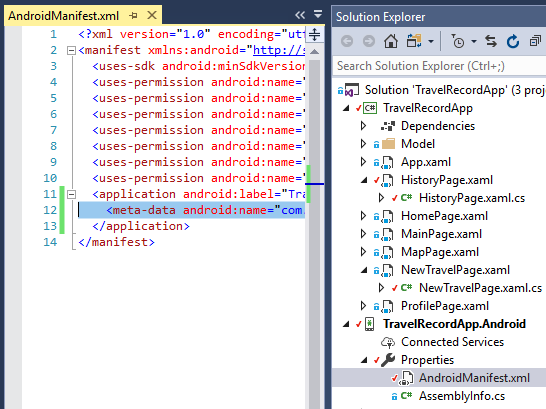 AndroidManifest.xml
1 <?xml version="1.0" encoding="ut
2 <manifest xmlns:android="http://s
3 <uses-sdk android:minSdkVersion
4 <uses-permission android:name="
5 <uses-permission android:name="
6 <uses-permission android:name="
7 <uses-permission android:name="
8 <uses-permission android:name="
9 <uses-permission android:name="
10 <uses-permission android:name="
11 <application android:label="Tra
12 <meta-data android:name="com.
13 </application>
14 </manifest>
Solution Explorer
Search Solution Explorer (Ctrl+;)
Solution 'TravelRecordApp' (3 proj
TravelRecordApp
Dependencies
Model
App.xaml
HistoryPage.xaml
HistoryPage.xaml.cs
HomePage.xaml
MainPage.xaml
MapPage.xaml
NewTravelPage.xaml
NewTravelPage.xaml.cs
ProfilePage.xaml
TravelRecordApp.Android
Connected Services
Properties
AndroidManifest.xml
AssemblyInfo.cs